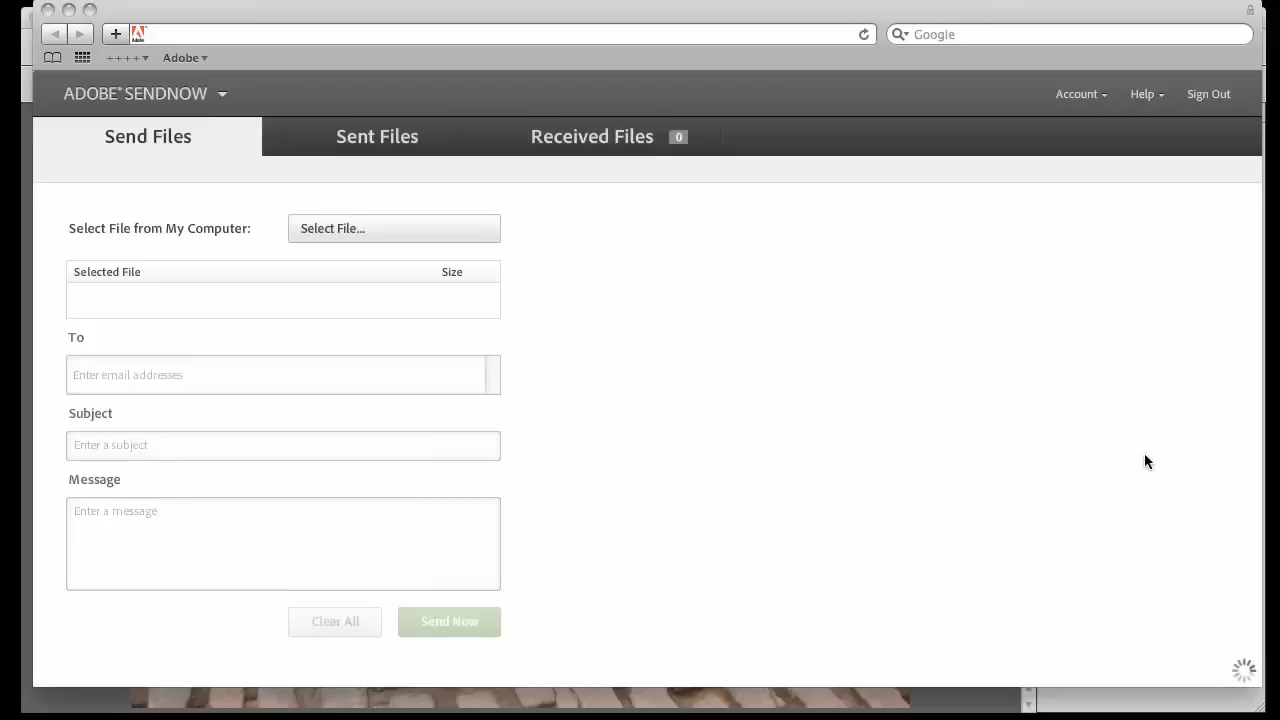 Google
++++▾
Adobe▾
ADOBE® SENDNOW
Account
Help
Sign Out
Send Files
Sent Files
Received Files 0
Select File from My Computer:
Select File...
Selected File
Size
To
Enter email addresses
Subject
Enter a subject
Message
Enter a message
Clear All
Send Now